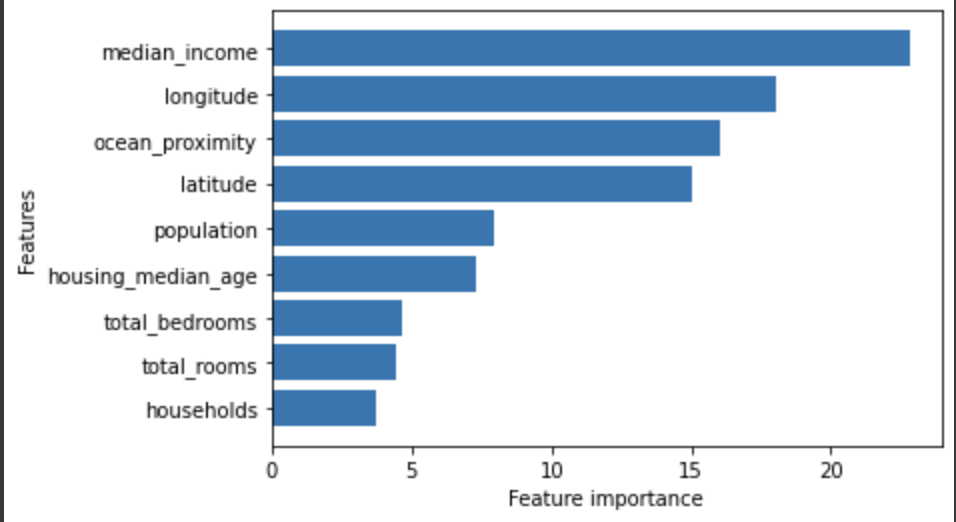 median_income
longitude
ocean_proximity
latitude
population
housing_median_age
total_bedrooms
total_rooms
households
Features
0 5 10 15 20
Feature importance